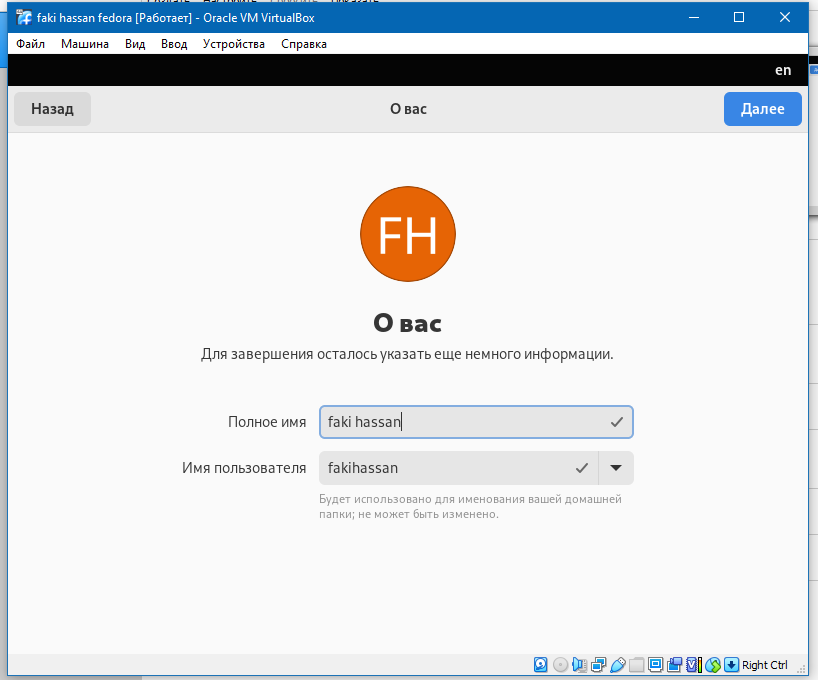 faki hassan fedora [Работает] - Oracle VM VirtualBox
Файл Машина Вид Ввод Устройства Справка
en
Назад О вас Далее
FH
О вас
Для завершения осталось указать еще немного информации.
Полное имя faki hassan
Имя пользователя fakihassan
Будет использовано для именования вашей домашней
папки; не может быть изменено.
Right Ctrl